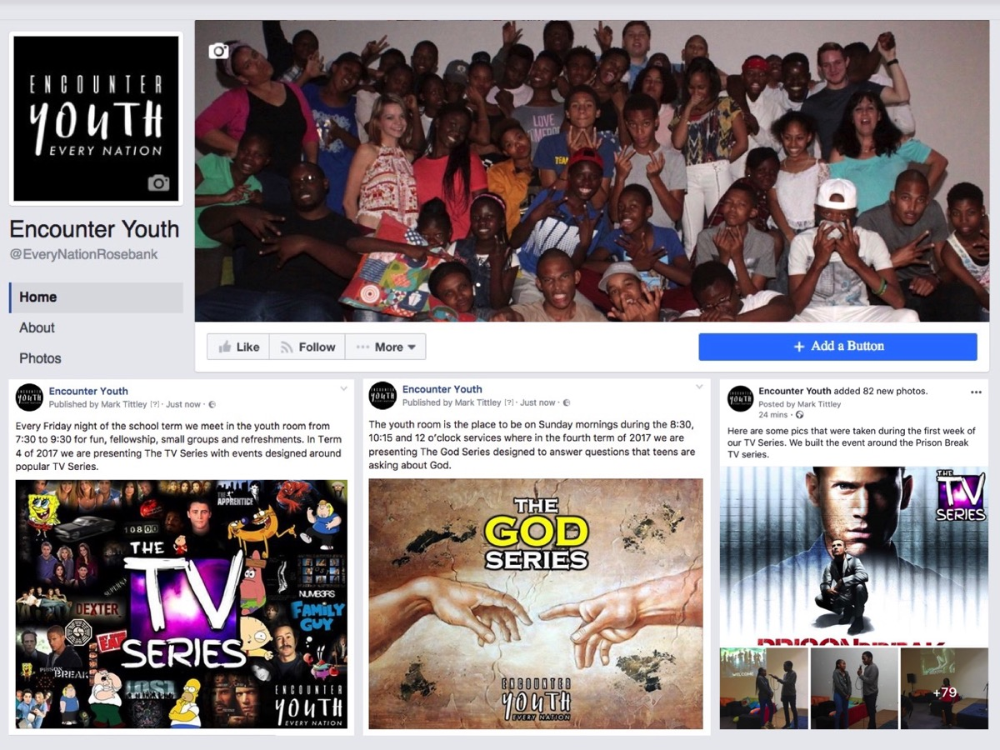 ENCOUNTER
YOUTH
EVERY NATION
Encounter Youth
@EveryNationRosebank
Home
About
Photos
LOVE
TEAM
Like
Follow
More
+ Add a Button
Encounter Youth
Published by Mark Tittley [?] · Just now ·
Every Friday night of the school term we meet in the youth room from
7:30 to 9:30 for fun, fellowship, small groups and refreshments. In Term
4 of 2017 we are presenting The TV Series with events designed around
popular TV Series.
THE
APPRENTICE
10800
THE
TV
SERIES
NUMB3RS
DEXTER
FAMILY
GUY
EAT
PRISON
BREAK
LOST
ENCOUNTER
YOUTH
EVERY NATION
Encounter Youth
Published by Mark Tittley [?] · Just now ·
The youth room is the place to be on Sunday mornings during the 8:30,
10:15 and 12 o'clock services where in the fourth term of 2017 we are
presenting The God Series designed to answer questions that teens are
asking about God.
THE
GOD
SERIES
ENCOUNTER
YOUTH
EVERY NATION
Encounter Youth added 82 new photos.
Posted by Mark Tittley
24 mins ·
Here are some pics that were taken during the first week of
our TV Series. We built the event around the Prison Break
TV series.
THE
TV
SERIES
PRISON BREAK
WELCOME
+79